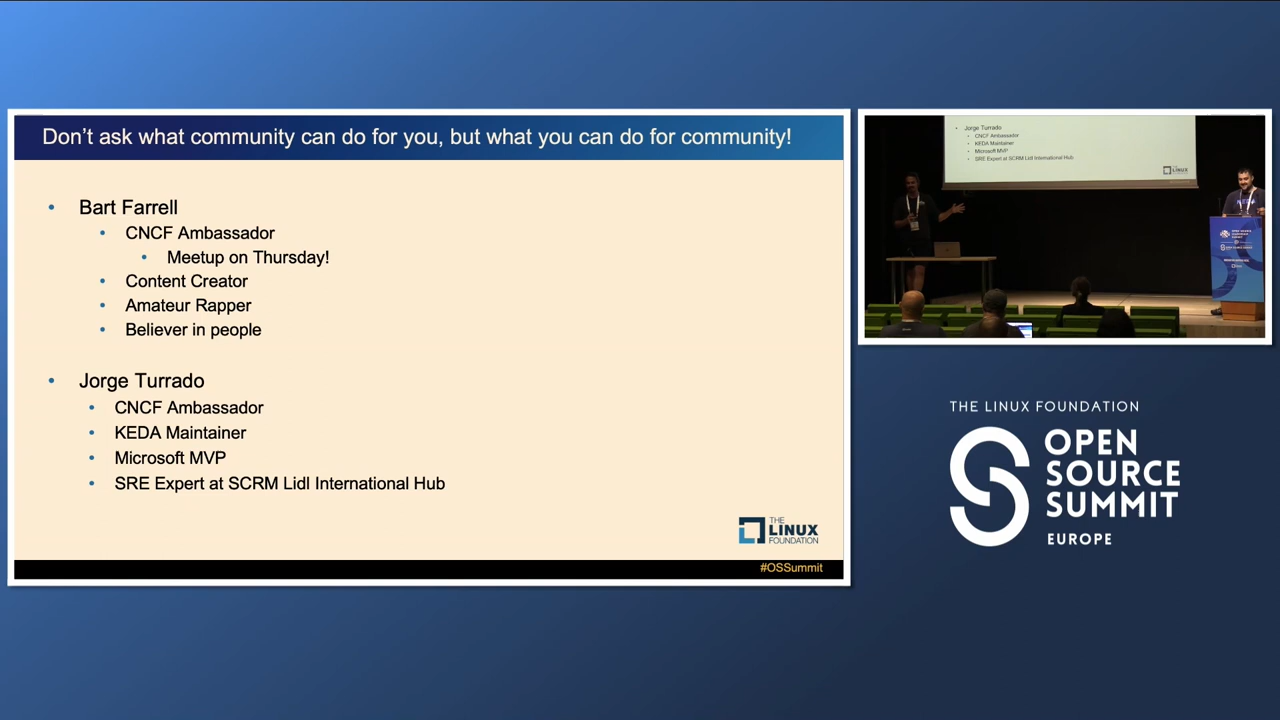 Don't ask what community can do for you, but what you can do for community!
• Bart Farrell
• CNCF Ambassador
• Meetup on Thursday!
• Content Creator
• Amateur Rapper
• Believer in people
• Jorge Turrado
• CNCF Ambassador
• KEDA Maintainer
• Microsoft MVP
• SRE Expert at SCRM Lidl International Hub
THE
LINUX
FOUNDATION
#OSSummit
• Jorge Turrado
• CNCF Ambassador
• KEDA Maintainer
• Microsoft MVP
• SRE Expert at SCRM Lidl International Hub
THE
LINUX
FOUNDATION
THE LINUX FOUNDATION
OPEN
SOURCE
SUMMIT
EUROPE